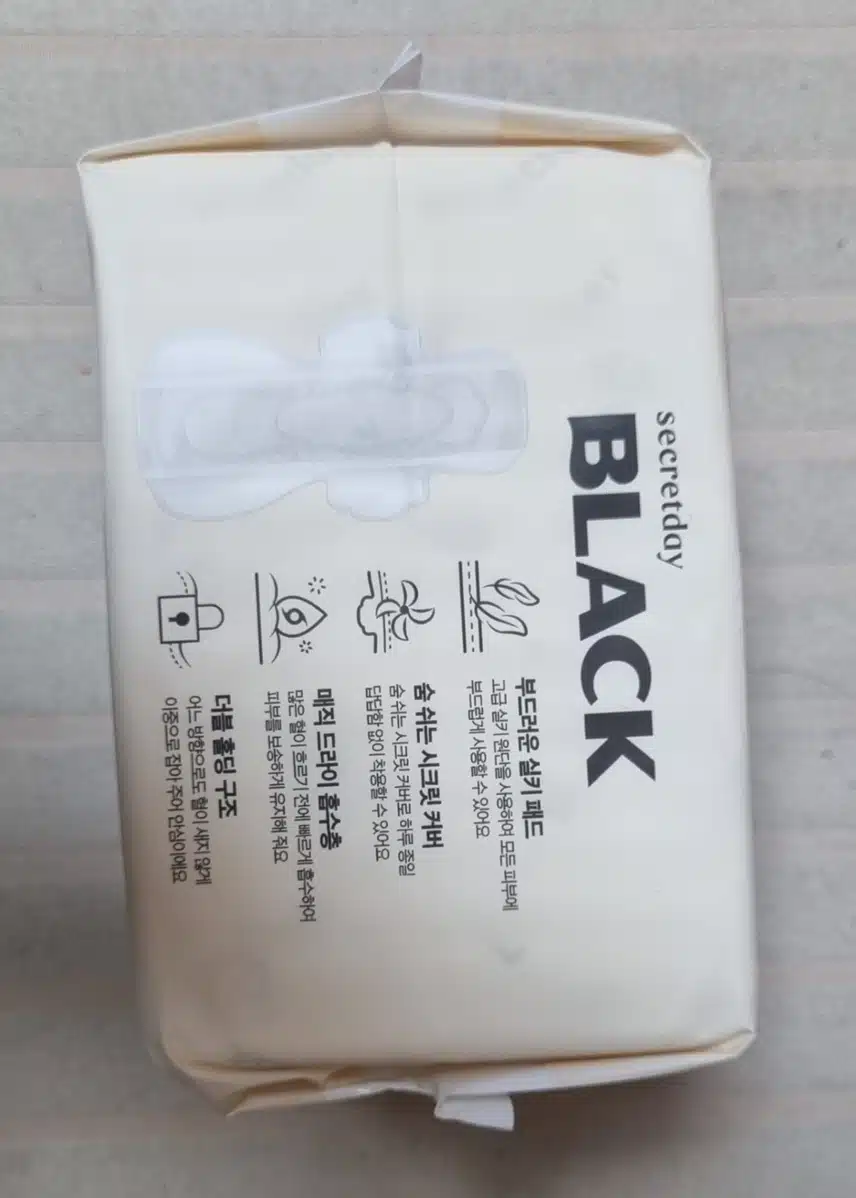 secretday
BLACK
부드러운 실키 패드
고급 실키 원단을 사용하여 모든 피부에
부드럽게 사용할 수 있어요
숨 쉬는 시크릿 커버
숨 쉬는 시크릿 커버로 하루 종일
답답함 없이 착용할 수 있어요
매직 드라이 흡수층
많은 혈이 흐르기 전에 빠르게 흡수하여
피부를 보송하게 유지해 줘요
더블 홀딩 구조
어느 방향으로도 혈이 새지 않게
이중으로 잡아 주어 안심이에요